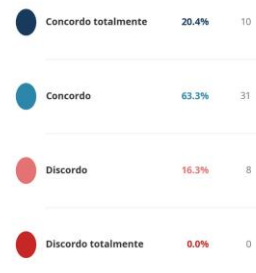 Concordo totalmente 20.4% 10
Concordo 63.3% 31
Discordo 16.3% 8
Discordo totalmente 0.0% 0